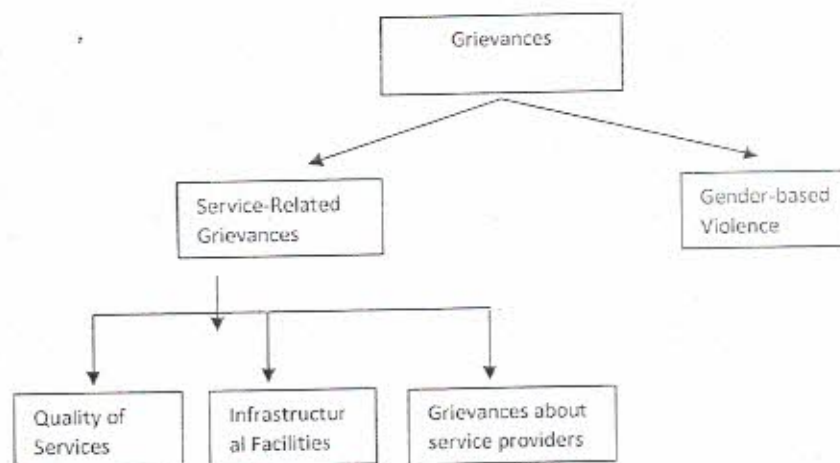 Grievances
Service-Related
Grievances
Gender-based
Violence
Quality of
Services
Infrastructur
al Facilities
Grievances about
service providers